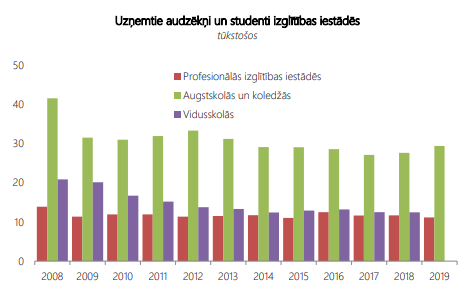 Uzņemtie audzēkņi un studenti izglītības iestādēs
tūkstošos
50
40
30
20
10
0
Profesionālās izglītības iestādēs
Augstskolās un koledžās
Vidusskolās
2008 2009 2010 2011 2012 2013 2014 2015 2016 2017 2018 2019